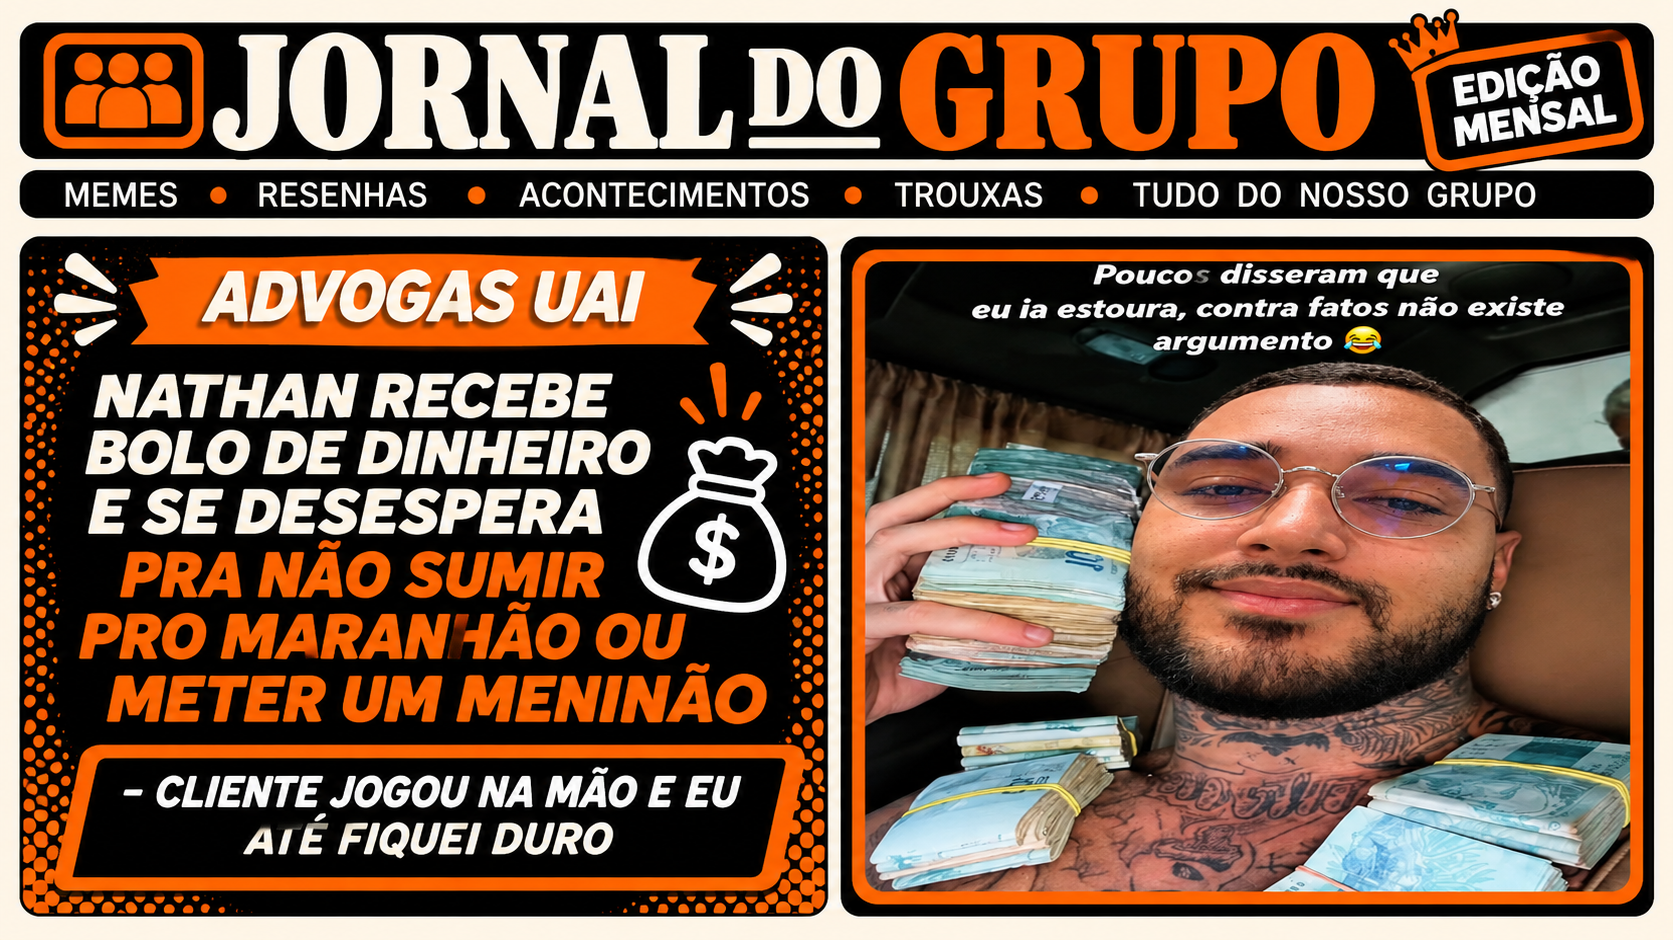 JORNAL DO GRUPO
EDIÇÃO
MENSAL
MEMES • RESENHAS • ACONTECIMENTOS • TROUXAS • TUDO DO NOSSO GRUPO
ADVOGAS UAI
NATHAN RECEBE
BOLO DE DINHEIRO
E SE DESESPERA
PRA NÃO SUMIR
PRO MARANHÃO OU
METER UM MENINÃO
$
– CLIENTE JOGOU NA MÃO E EU
ATÉ FIQUEI DURO
Poucos disseram que
eu ia estoura, contra fatos não existe
argumento 😂